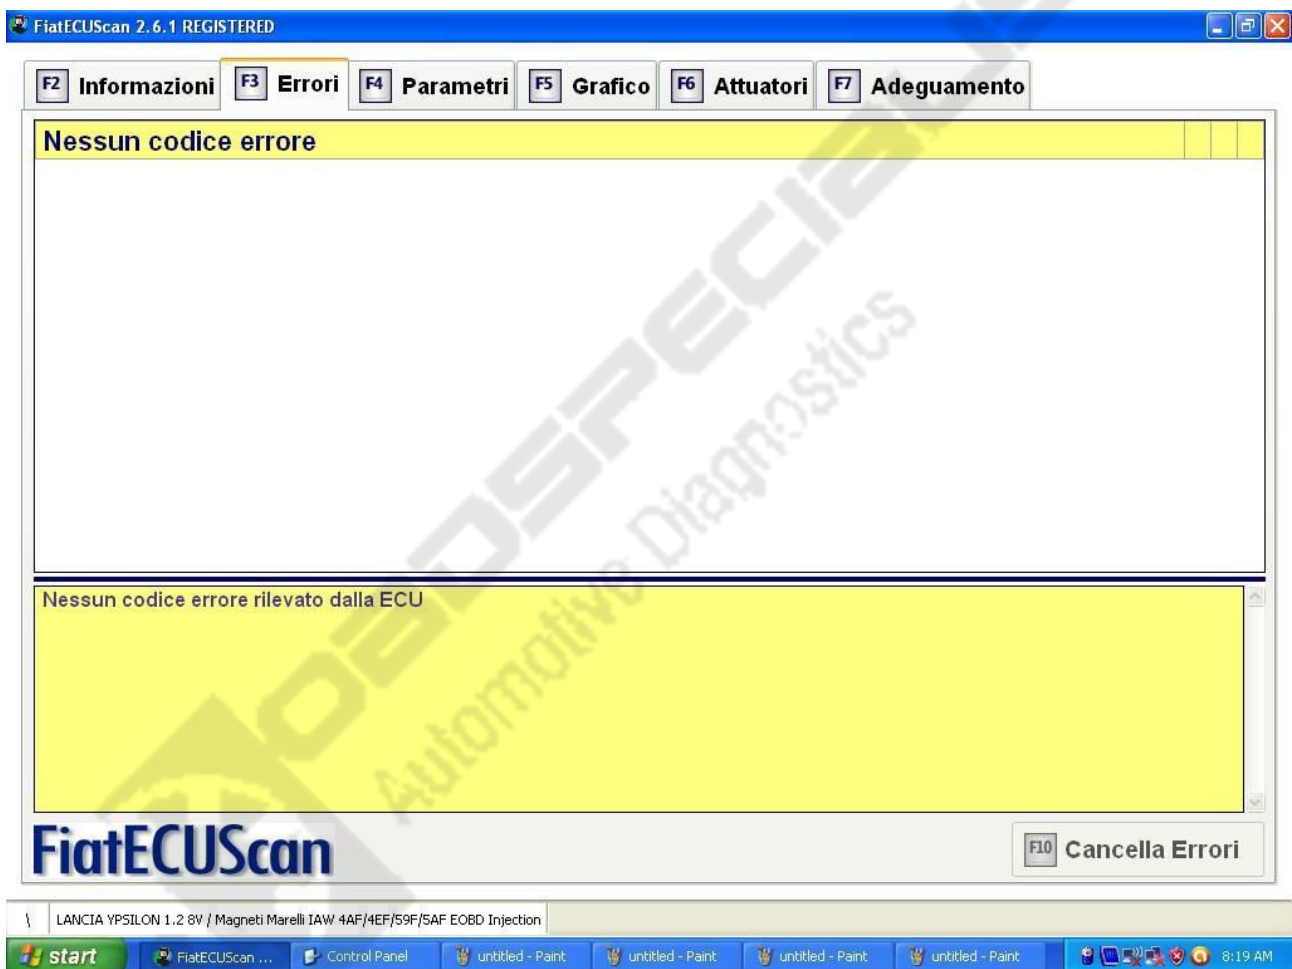 FiatECUScan 2.6.1 REGISTERED
F2 Informazioni F3 Errori F4 Parametri F5 Grafico F6 Attuatori F7 Adeguamento
Nessun codice errore
Nessun codice errore rilevato dalla ECU
FiatECUScan
F10 Cancella Errori
\ LANCIA YPSILON 1.2 8V / Magneti Marelli IAW 4AF/4EF/59F/5AF EOBD Injection
start FiatECUScan ... Control Panel untitled - Paint untitled - Paint untitled - Paint untitled - Paint 8:19 AM
Automotive Diagnostics